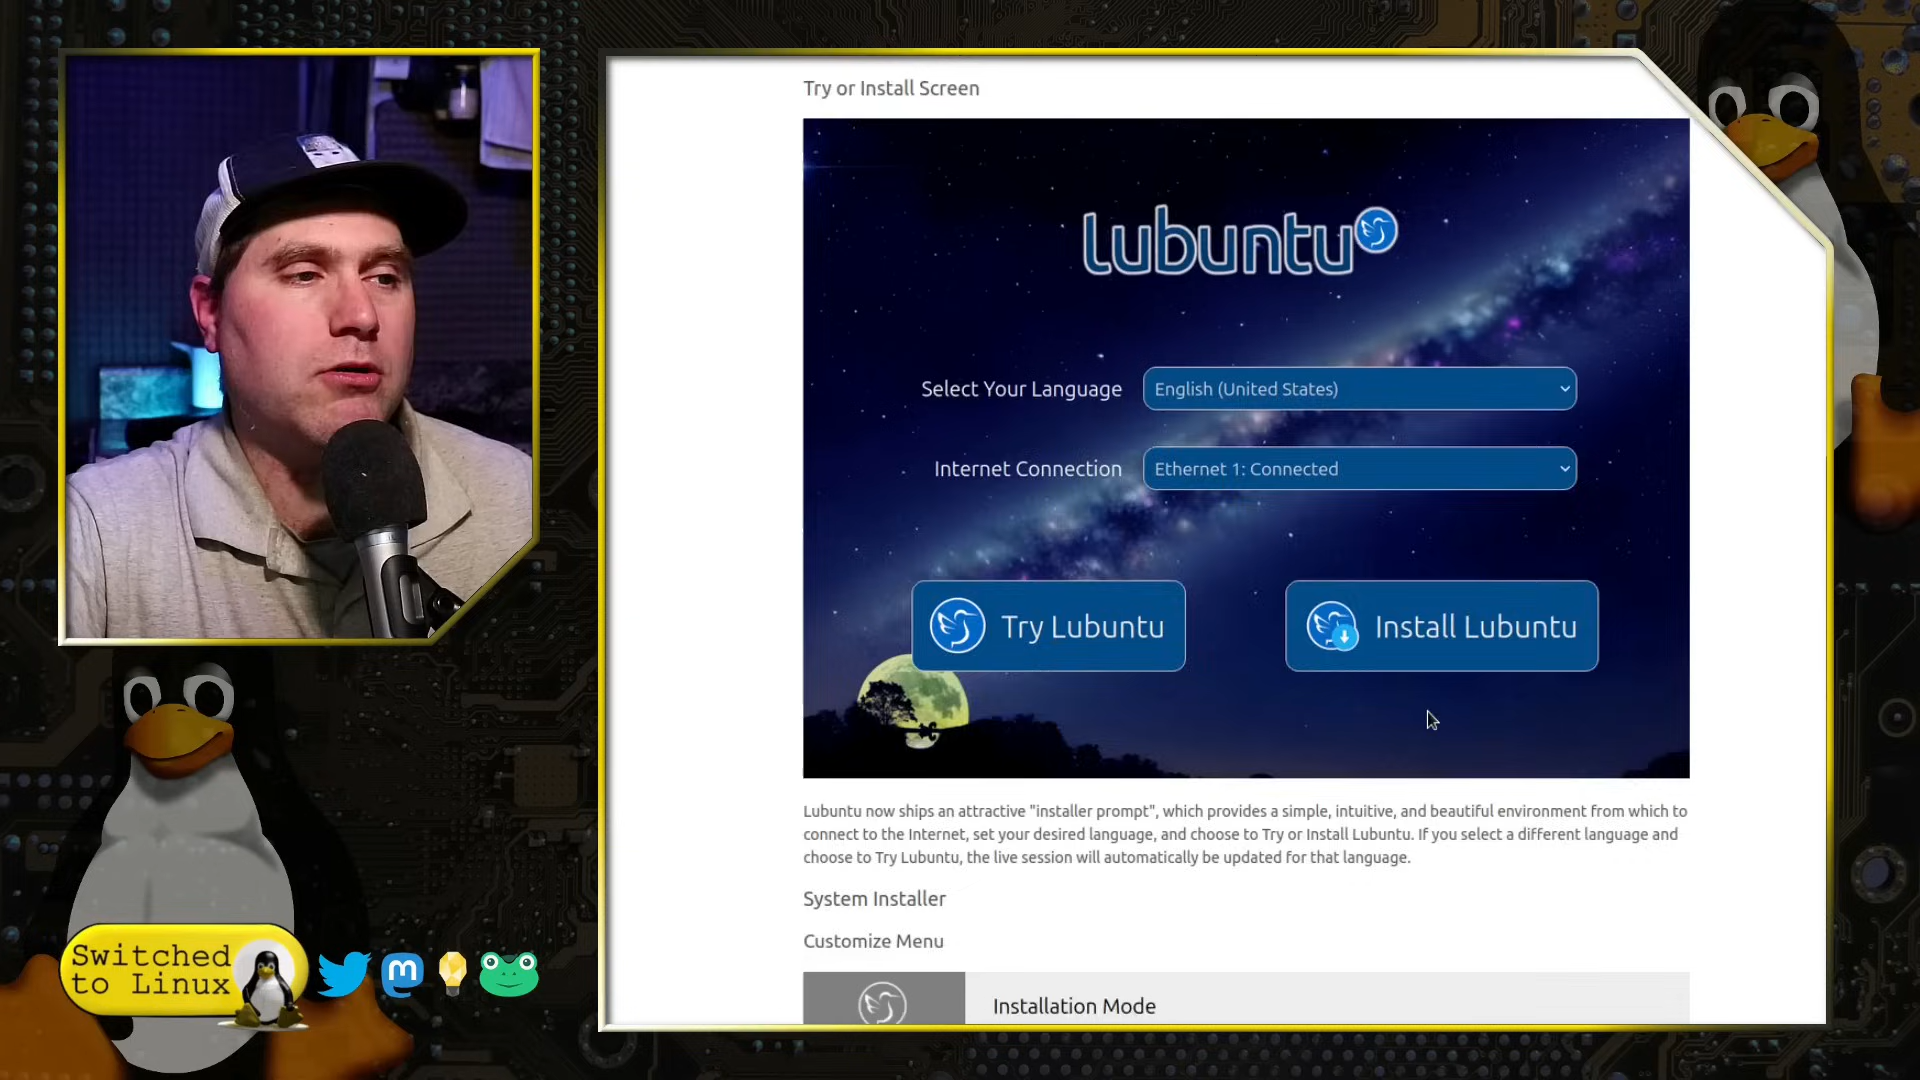 Try or Install Screen
lubuntu
Select Your Language
English (United States)
Internet Connection
Ethernet 1: Connected
Try Lubuntu
Install Lubuntu
Lubuntu now ships an attractive "installer prompt", which provides a simple, intuitive, and beautiful environment from which to
connect to the Internet, set your desired language, and choose to Try or Install Lubuntu. If you select a different language and
choose to Try Lubuntu, the live session will automatically be updated for that language.
System Installer
Customize Menu
Installation Mode
Switched
to Linux
m